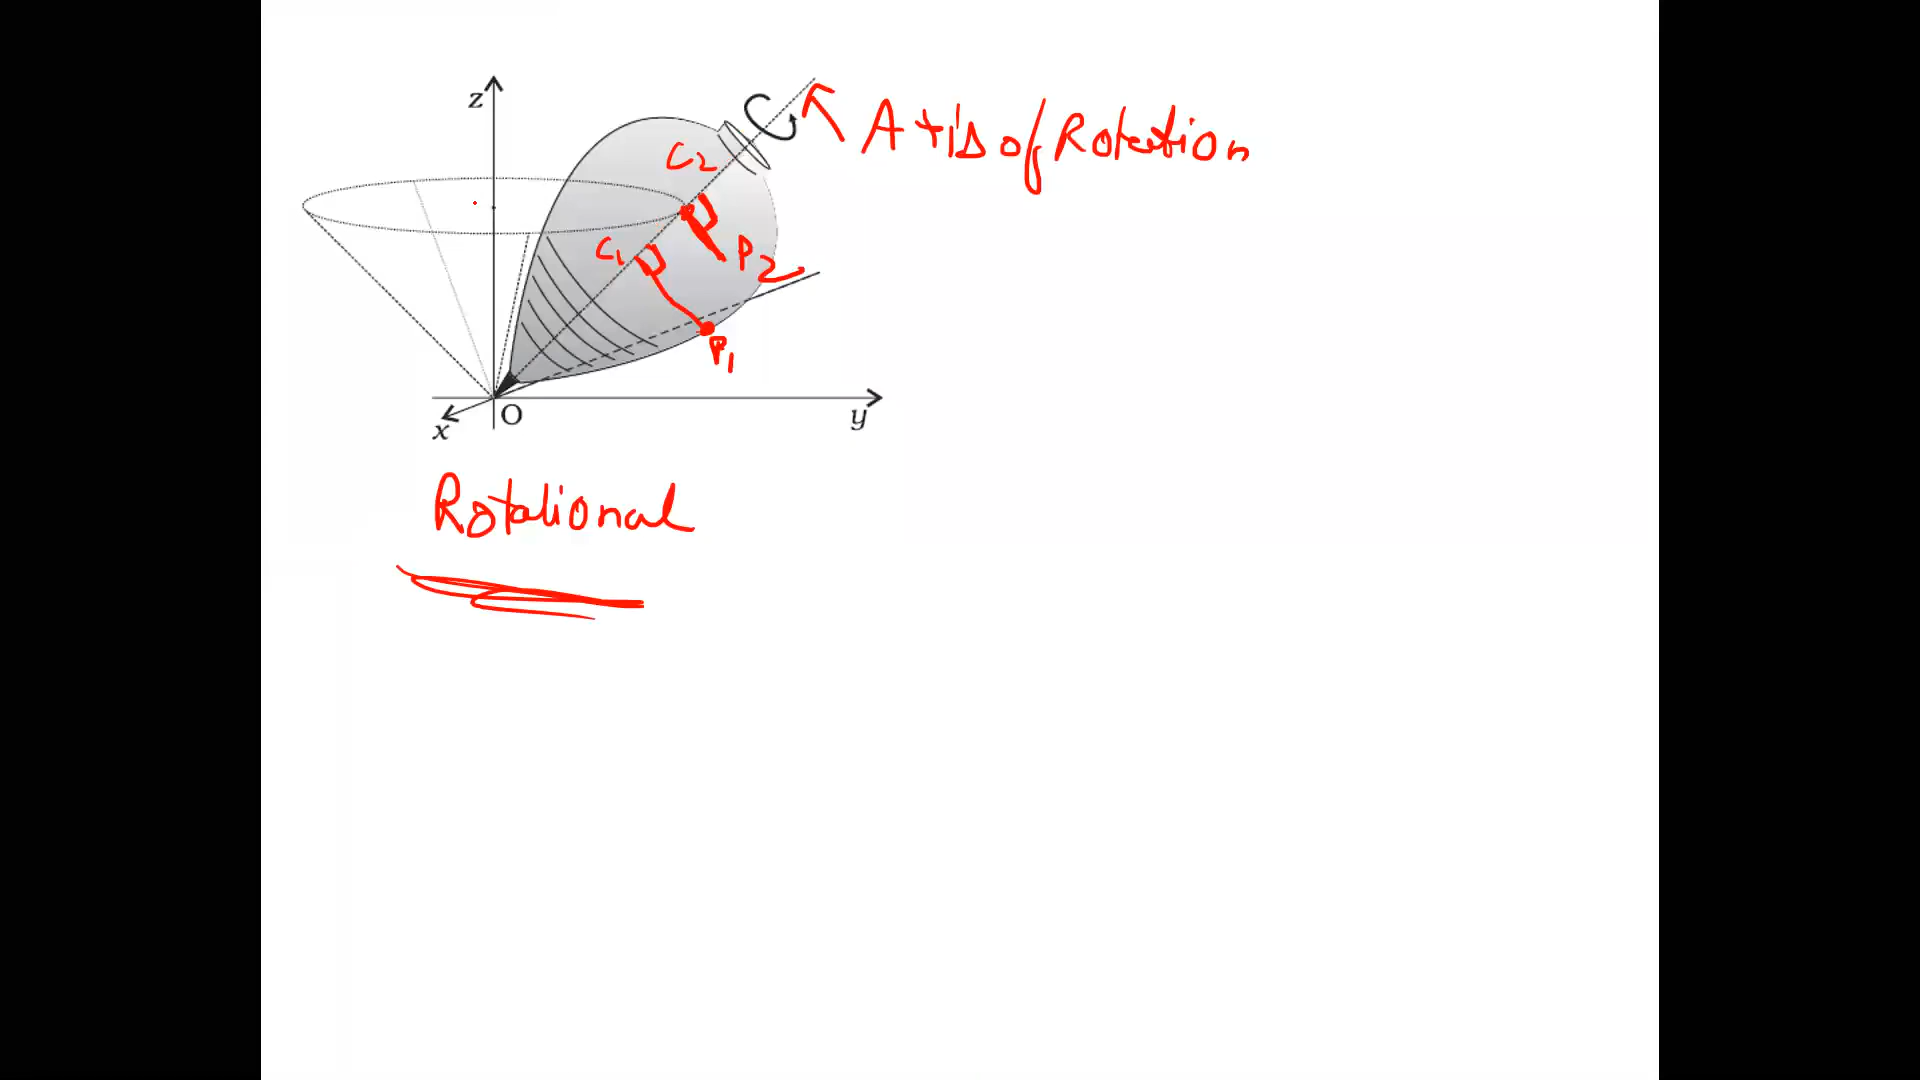 z
Axis of Rotation
C2
C1
P2
P1
O
x
y
Rotational